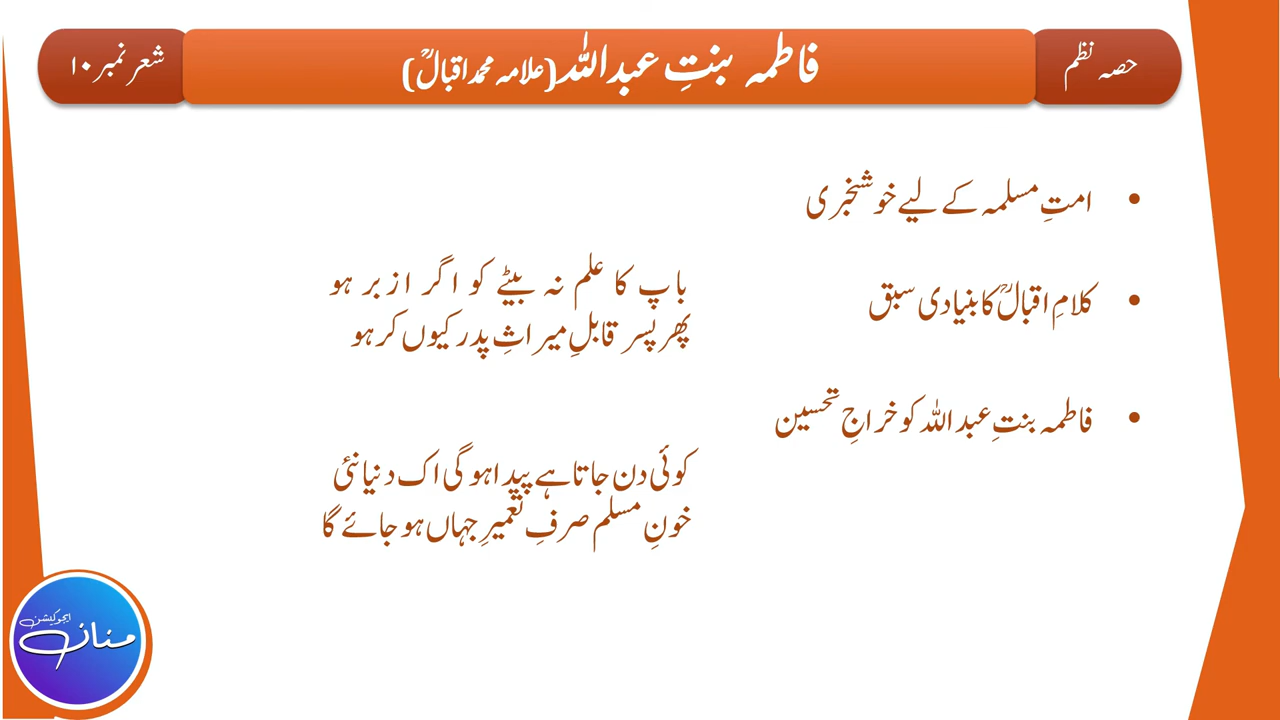 حصہ نظم
فاطمہ بنتِ عبداللہ (علامہ محمد اقبالؒ)
شعر نمبر ۱۰
• امتِ مسلمہ کے لیے خوشخبری
• کلامِ اقبالؒ کا بنیادی سبق
باپ کا علم نہ بیٹے کو اگر ازبر ہو
پھر پسر قابلِ میراثِ پدر کیوں کر ہو
• فاطمہ بنتِ عبداللہ کو خراجِ تحسین
کوئی دن جاتا ہے پیدا ہو گی اک دنیا نئی
خونِ مسلم صرفِ تعمیرِ جہاں ہو جائے گا
ایجوکیشن
منان